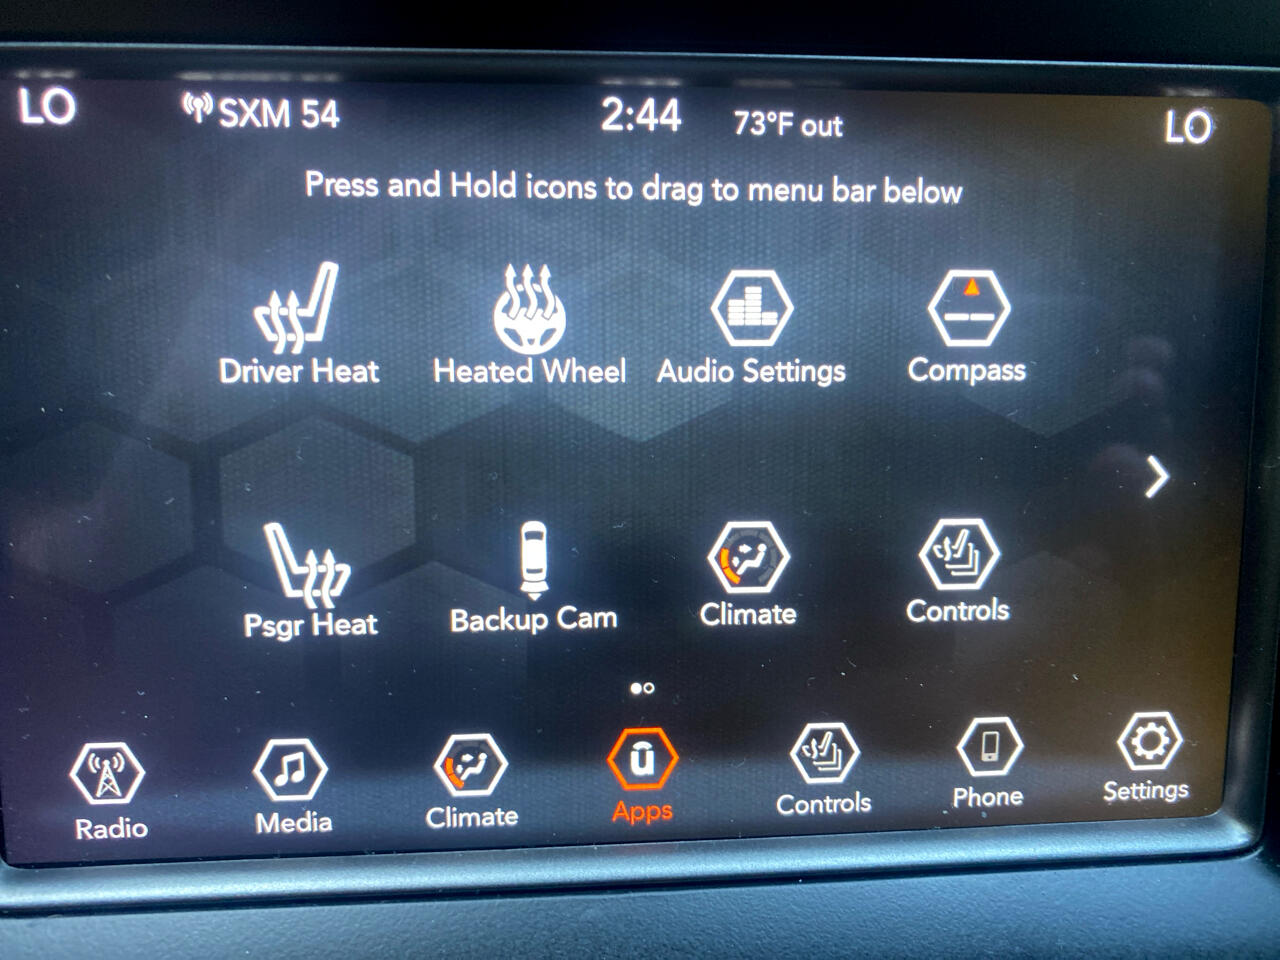 LO SXM 54 2:44 73°F out LO
Press and Hold icons to drag to menu bar below
Driver Heat Heated Wheel Audio Settings Compass
Psgr Heat Backup Cam Climate Controls
Radio Media Climate Apps Controls Phone Settings